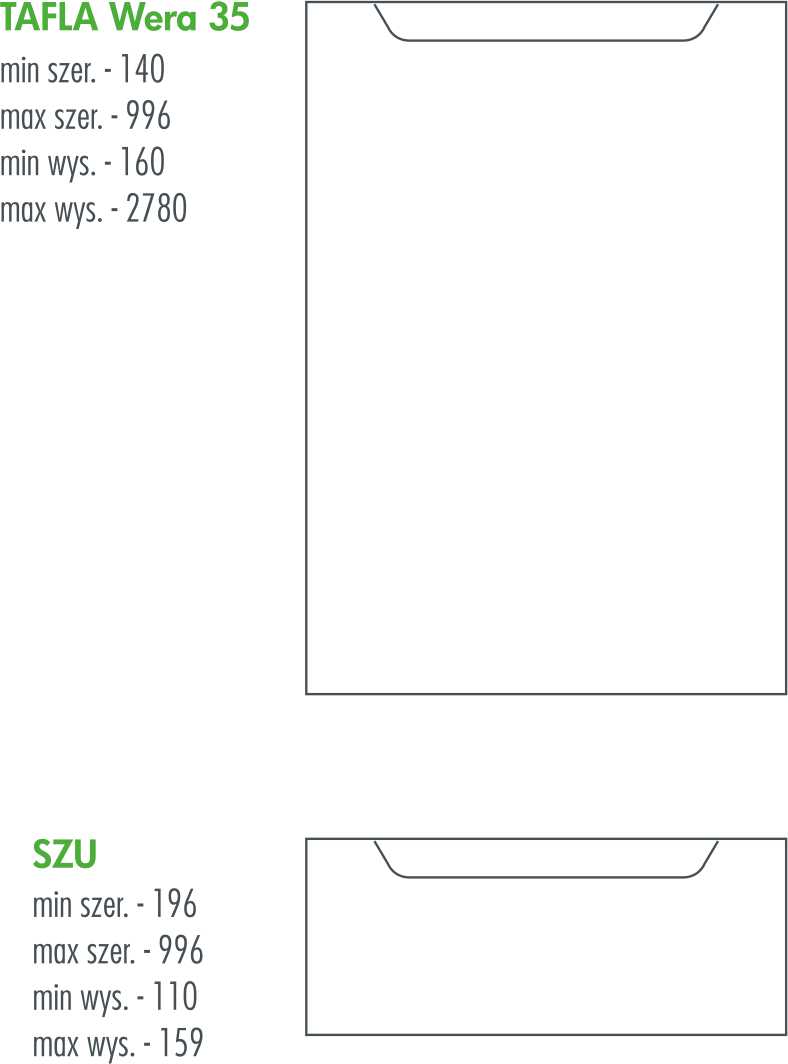 TAFLA Wera 35
min szer. - 140
max szer. - 996
min wys. - 160
max wys. - 2780
SZU
min szer. - 196
max szer. - 996
min wys. - 110
max wys. - 159